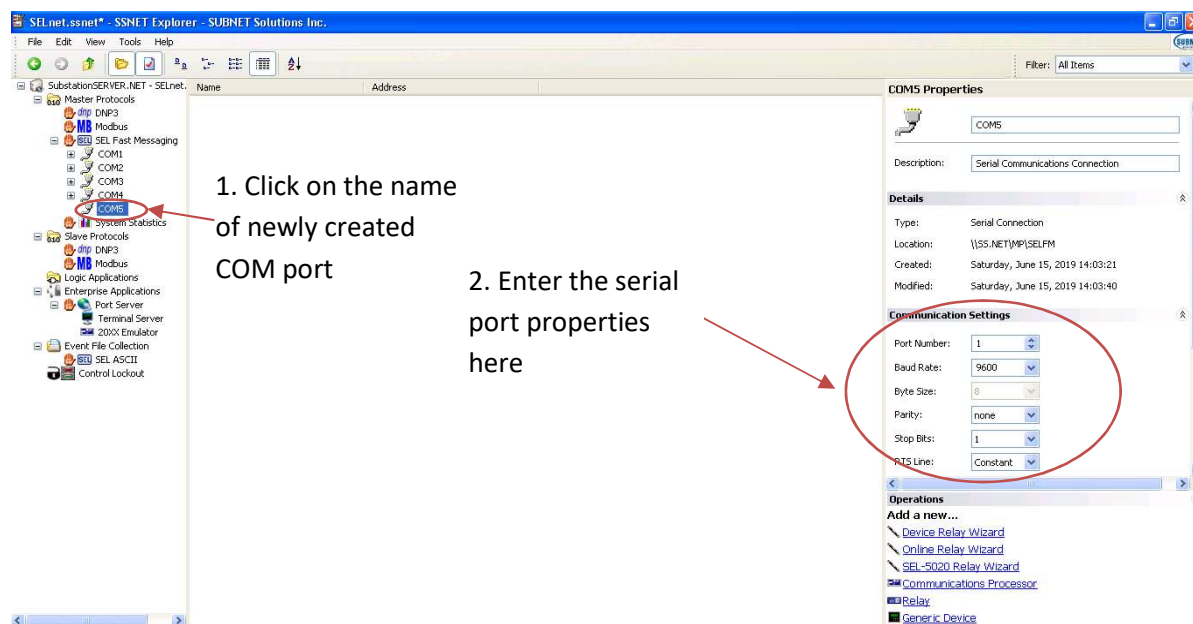 SELnet.ssnet* - SSNET Explorer - SUBNET Solutions Inc.
File Edit View Tools Help
Filter: All Items
SubstationSERVER.NET - SELnet.
Master Protocols
dnp DNP3
MB Modbus
SEL SEL Fast Messaging
COM1
COM2
COM3
COM4
COM5
System Statistics
Slave Protocols
dnp DNP3
MB Modbus
Logic Applications
Enterprise Applications
Port Server
Terminal Server
20XX Emulator
Event File Collection
SEL SEL ASCII
Control Lockout
Name Address
1. Click on the name
of newly created
COM port
2. Enter the serial
port properties
here
COM5 Properties
COM5
Description: Serial Communications Connection
Details
Type: Serial Connection
Location: \\SS.NET\MP\SELFM
Created: Saturday, June 15, 2019 14:03:21
Modified: Saturday, June 15, 2019 14:03:40
Communication Settings
Port Number: 1
Baud Rate: 9600
Byte Size: 8
Parity: none
Stop Bits: 1
RTS Line: Constant
Operations
Add a new...
Device Relay Wizard
Online Relay Wizard
SEL-5020 Relay Wizard
Communications Processor
Relay
Generic Device